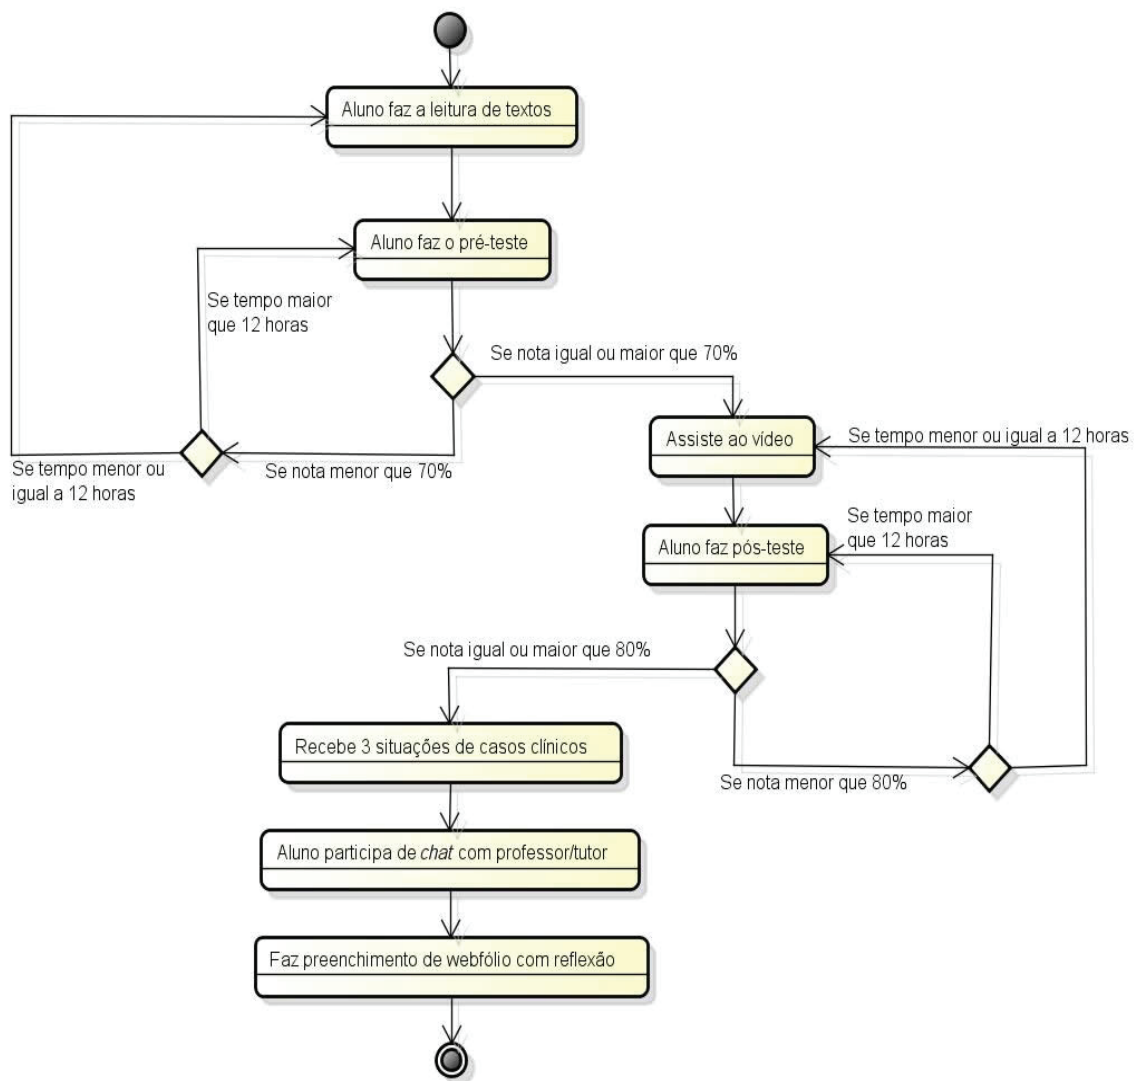 Aluno faz a leitura de textos
Aluno faz o pré-teste
Se tempo maior
que 12 horas
Se nota igual ou maior que 70%
Se tempo menor ou
igual a 12 horas
Se nota menor que 70%
Assiste ao vídeo
Se tempo menor ou igual a 12 horas
Aluno faz pós-teste
Se tempo maior
que 12 horas
Se nota igual ou maior que 80%
Recebe 3 situações de casos clínicos
Se nota menor que 80%
Aluno participa de chat com professor/tutor
Faz preenchimento de webfólio com reflexão